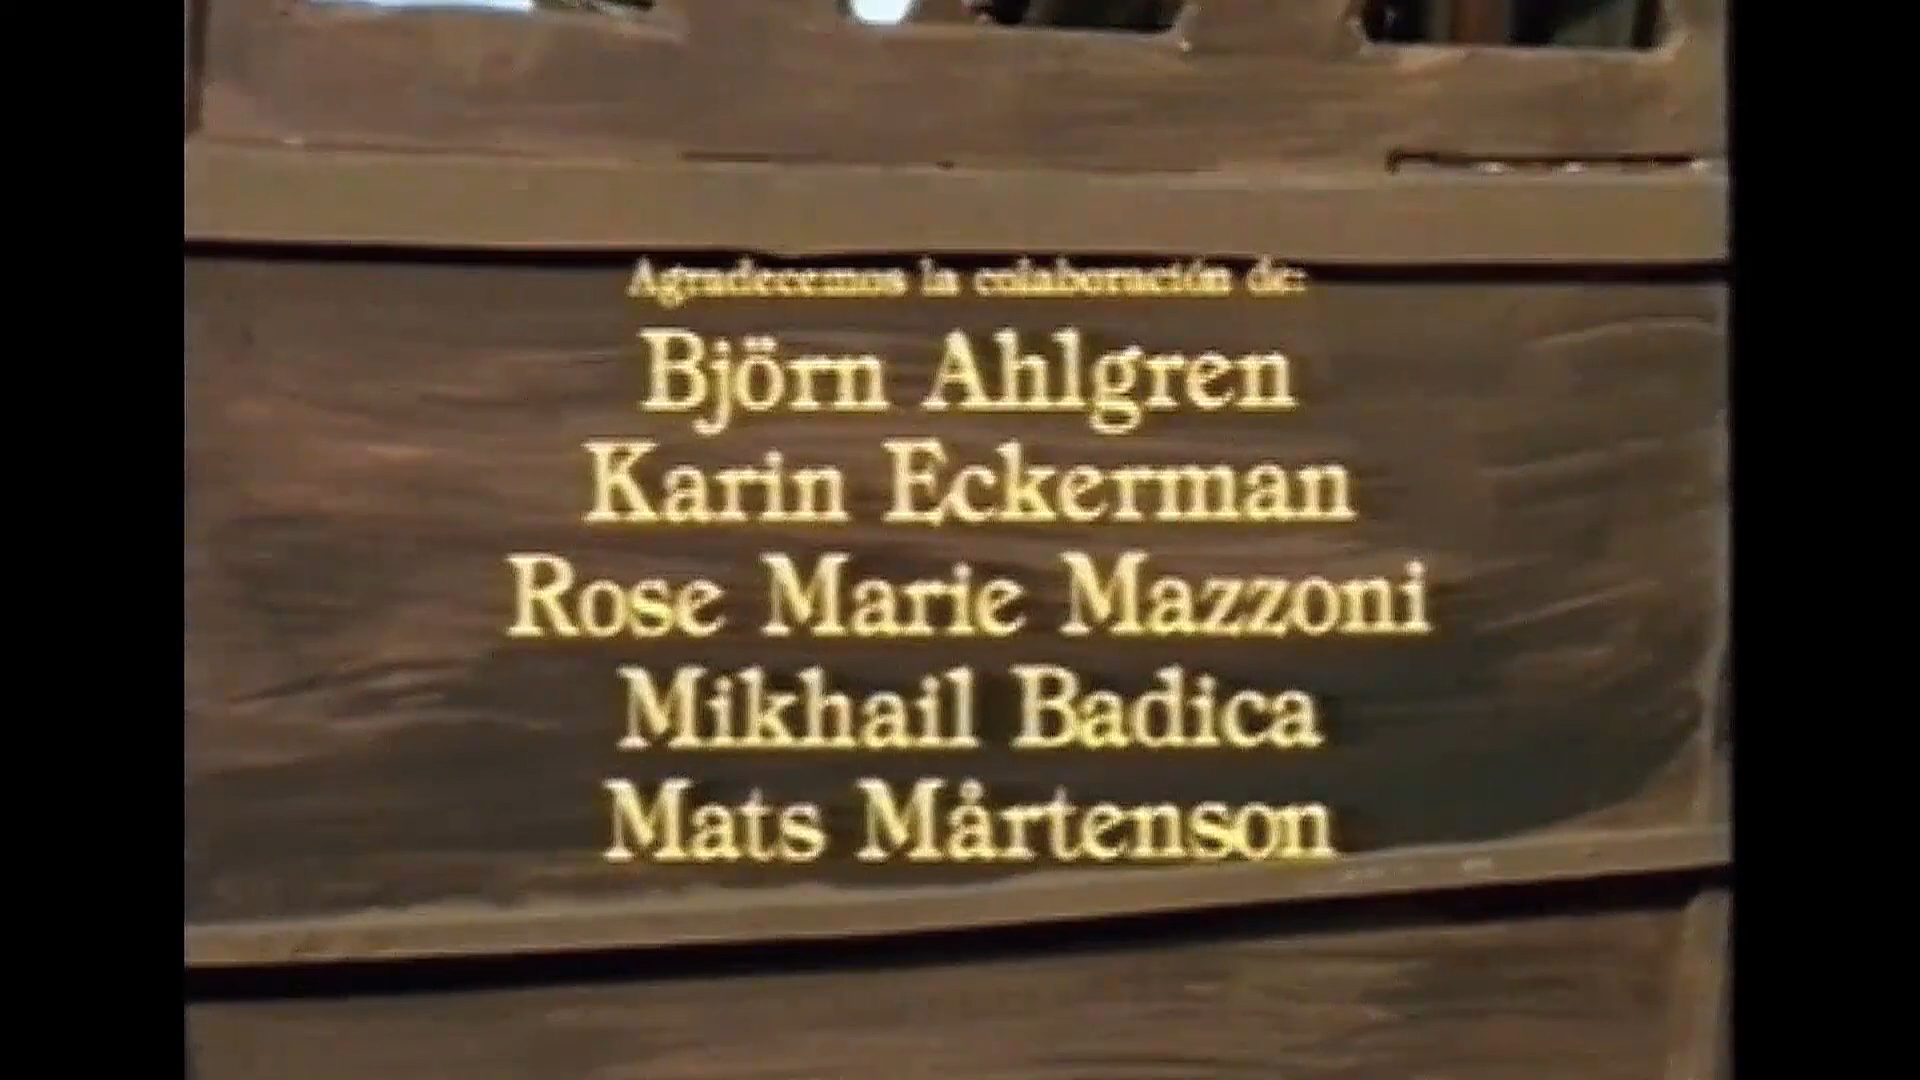 Agradecemos la colaboración de:
Björn Ahlgren
Karin Eckerman
Rose Marie Mazzoni
Mikhail Badica
Mats Mårtenson